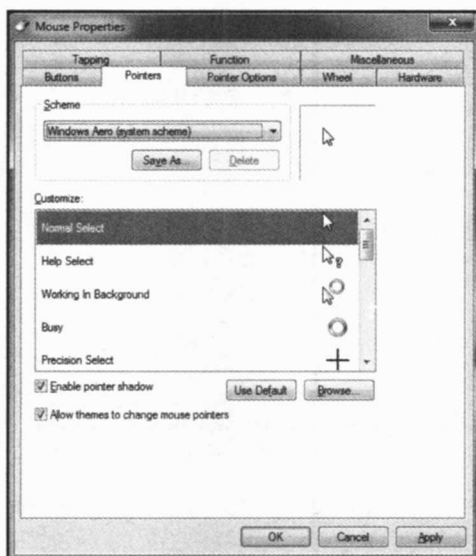 Mouse Properties
Tapping Function Miscellaneous
Buttons Pointers Pointer Options Wheel Hardware
Scheme
Windows Aero (system scheme)
Save As... Delete
Customize:
Normal Select
Help Select
Working In Background
Busy
Precision Select
Enable pointer shadow
Use Default Browse...
Allow themes to change mouse pointers
OK Cancel Apply